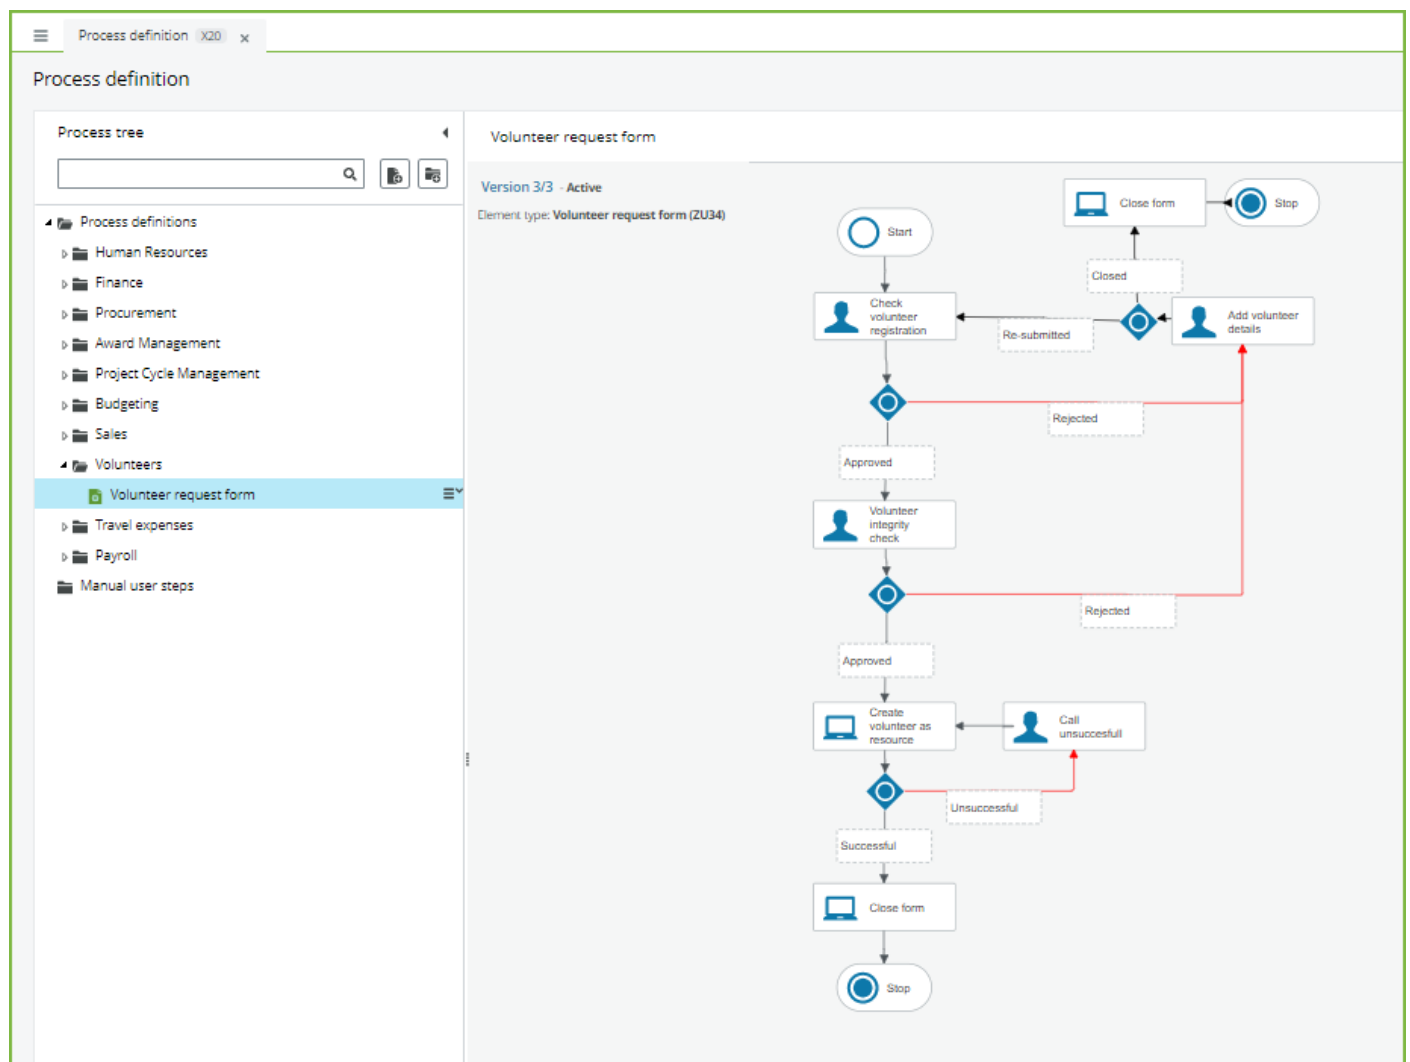 Process definition X20 ×
Process definition
Process tree
Process definitions
Human Resources
Finance
Procurement
Award Management
Project Cycle Management
Budgeting
Sales
Volunteers
Volunteer request form
Travel expenses
Payroll
Manual user steps
Volunteer request form
Version 3/3 - Active
Element type: Volunteer request form (ZU34)
Close form
Stop
Start
Closed
Check
volunteer
registration
Re-submitted
Add volunteer
details
Rejected
Approved
Volunteer
integrity
check
Rejected
Approved
Create
volunteer as
resource
Call
unsuccesfull
Unsuccessful
Successful
Close form
Stop